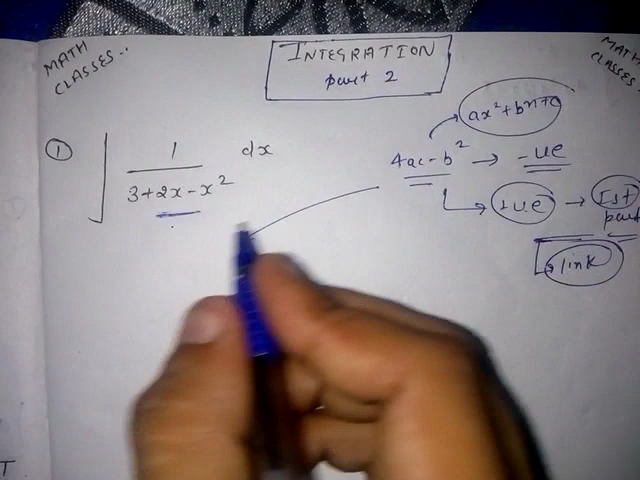 MATH
CLASSES..
INTEGRATION
part 2
MATH
CLASSES.
① ∫ 1 / (3+2x-x²) dx
ax²+bx+c
4ac-b² → -ve
→ +ve → Ist
part
link
T